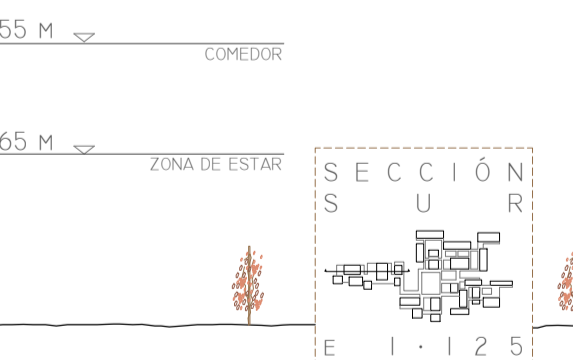 55 M
COMEDOR
65 M
ZONA DE ESTAR
SECCIÓN
SUR
E 1·125